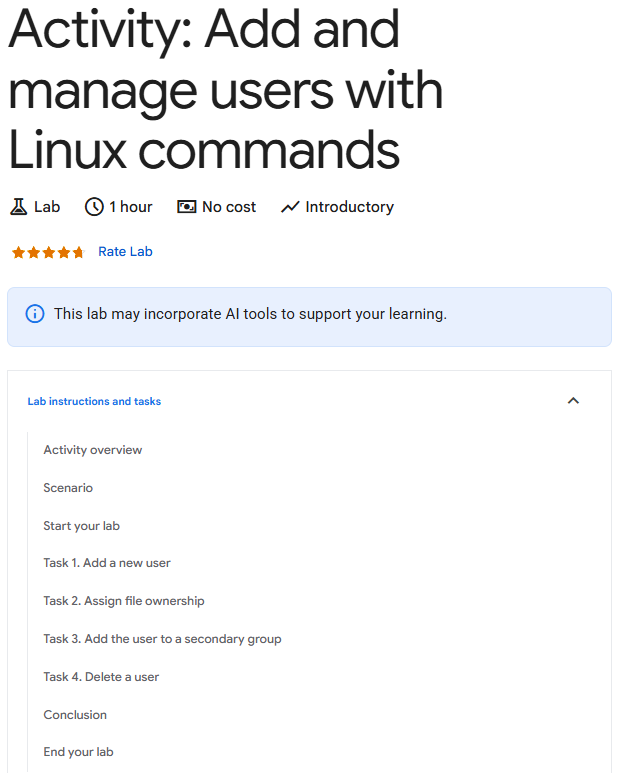 Activity: Add and
manage users with
Linux commands
Lab 1 hour No cost Introductory
Rate Lab
This lab may incorporate AI tools to support your learning.
Lab instructions and tasks
Activity overview
Scenario
Start your lab
Task 1. Add a new user
Task 2. Assign file ownership
Task 3. Add the user to a secondary group
Task 4. Delete a user
Conclusion
End your lab